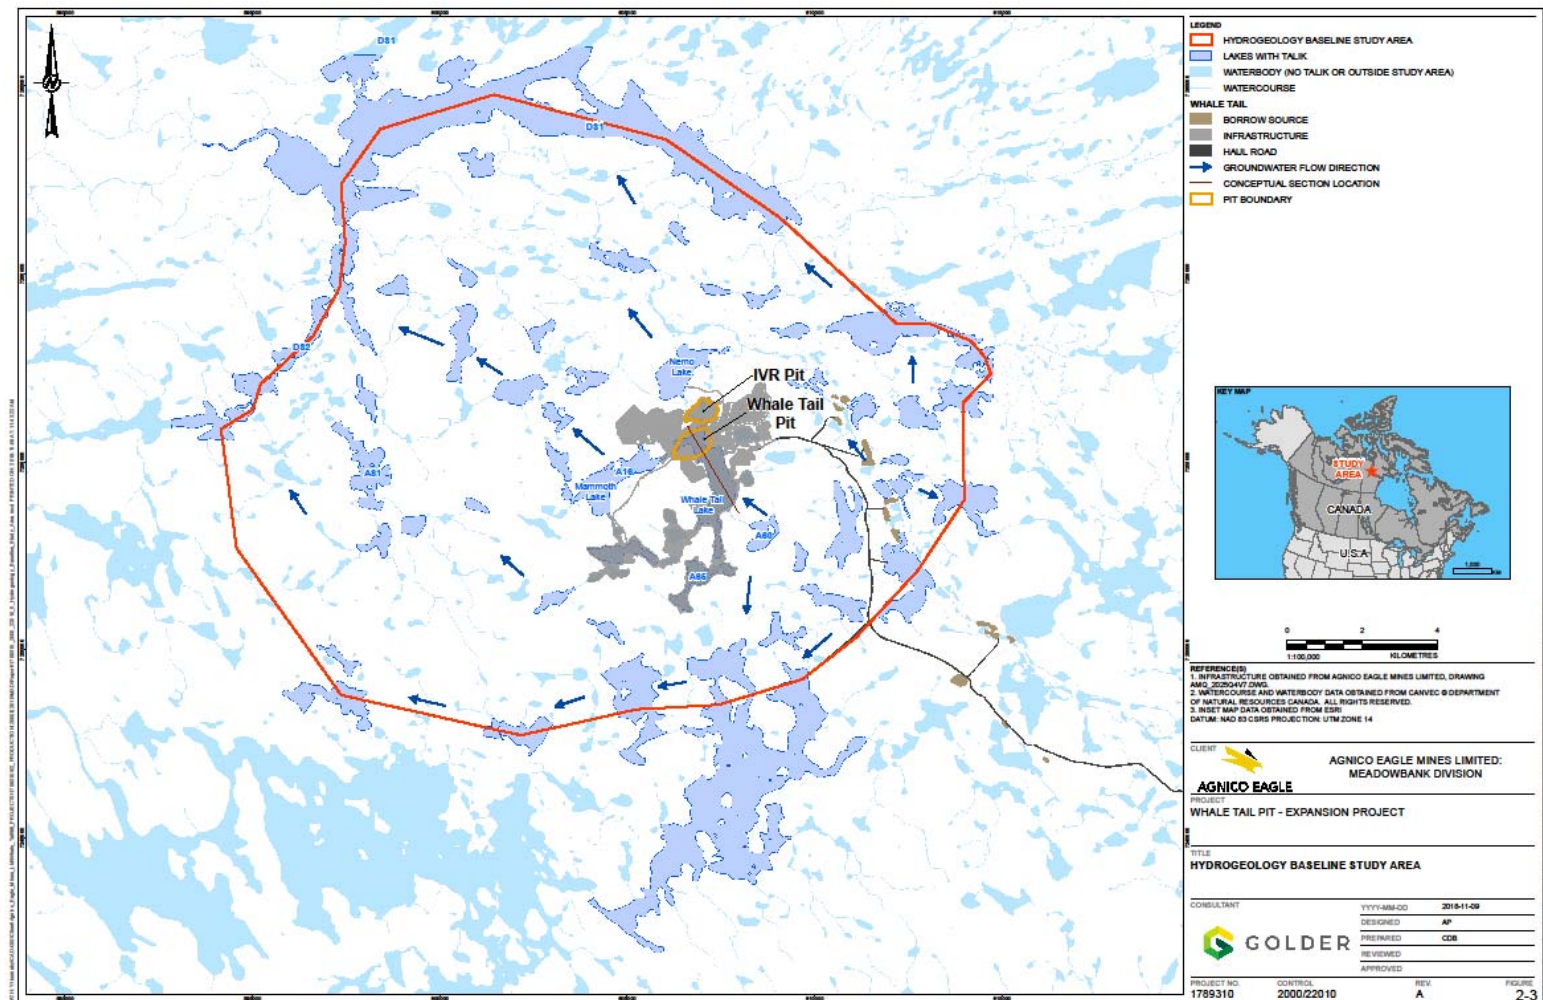 LEGEND
HYDROGEOLOGY BASELINE STUDY AREA
LAKES WITH TALIK
WATERBODY (NO TALIK OR OUTSIDE STUDY AREA)
WATERCOURSE
WHALE TAIL
BORROW SOURCE
INFRASTRUCTURE
HAUL ROAD
GROUNDWATER FLOW DIRECTION
CONCEPTUAL SECTION LOCATION
PIT BOUNDARY
N
DS1
DS1
DS2
Nemo
Lake
IVR Pit
Whale Tail
Pit
A81
A16
Mammoth
Lake
Whale Tail
Lake
A60
A65
KEY MAP
STUDY
AREA
CANADA
U.S.A
0 2 4
1:100,000 KILOMETRES
REFERENCE(S)
1. INFRASTRUCTURE OBTAINED FROM AGNICO EAGLE MINES LIMITED, DRAWING
2. WATERCOURSE AND WATERBODY DATA OBTAINED FROM CANVEC © DEPARTMENT
OF NATURAL RESOURCES CANADA. ALL RIGHTS RESERVED.
3. INSET MAP DATA OBTAINED FROM ESRI
DATUM: NAD 83 CSRS PROJECTION: UTM ZONE 14
CLIENT
AGNICO EAGLE
AGNICO EAGLE MINES LIMITED:
MEADOWBANK DIVISION
PROJECT
WHALE TAIL PIT - EXPANSION PROJECT
TITLE
HYDROGEOLOGY BASELINE STUDY AREA
CONSULTANT
GOLDER
YYYY-MM-DD 2018-11-09
DESIGNED AP
PREPARED CDB
REVIEWED
APPROVED
PROJECT NO. CONTROL REV. FIGURE
1789310 2000/22010 A 2-3